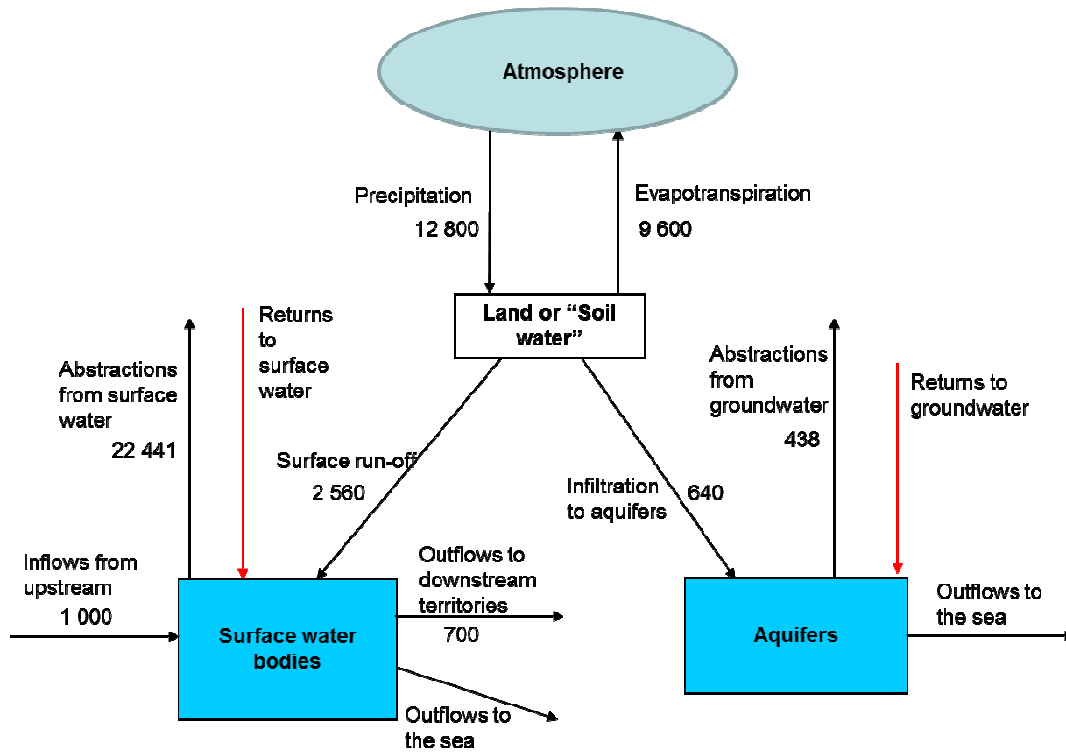 Atmosphere
Precipitation
12 800
Evapotranspiration
9 600
Land or “Soil
water”
Returns
to
surface
water
Abstractions
from surface
water
22 441
Abstractions
from
groundwater
438
Returns to
groundwater
Surface run-off
2 560
Infiltration
to aquifers
640
Inflows from
upstream
1 000
Outflows to
downstream
territories
700
Surface water
bodies
Aquifers
Outflows to
the sea
Outflows to
the sea